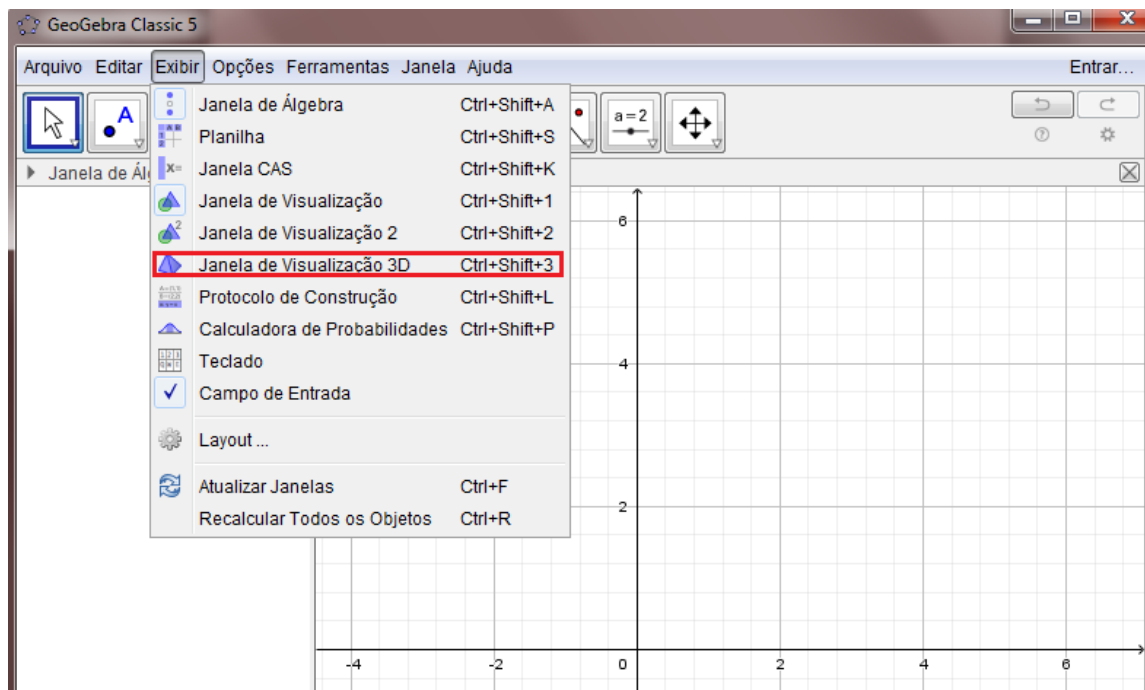 GeoGebra Classic 5
Arquivo Editar Exibir Opções Ferramentas Janela Ajuda Entrar...
A a=2
Janela de Ál
Janela de Álgebra Ctrl+Shift+A
Planilha Ctrl+Shift+S
x= Janela CAS Ctrl+Shift+K
Janela de Visualização Ctrl+Shift+1
2 Janela de Visualização 2 Ctrl+Shift+2
Janela de Visualização 3D Ctrl+Shift+3
Protocolo de Construção Ctrl+Shift+L
Calculadora de Probabilidades Ctrl+Shift+P
Teclado
Campo de Entrada
Layout ...
Atualizar Janelas Ctrl+F
Recalcular Todos os Objetos Ctrl+R
6
4
2
-4 -2 0 2 4 6